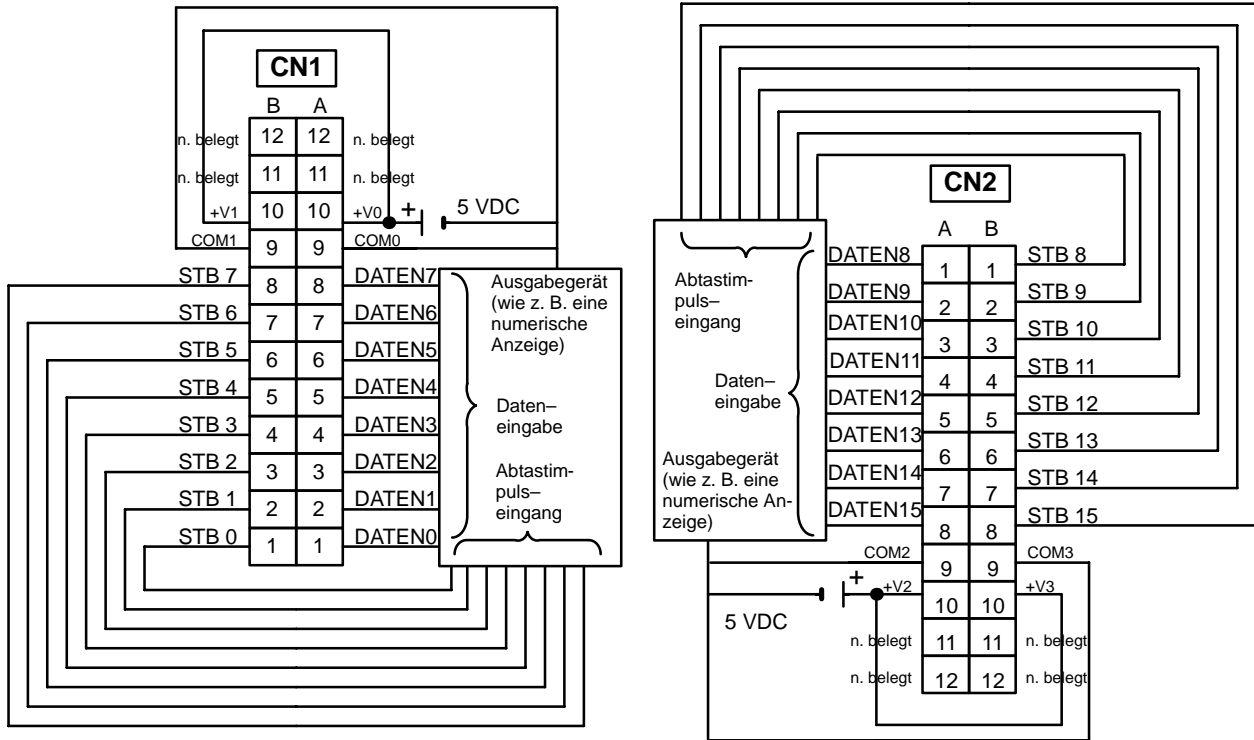 CN1
B A
n. belegt 12 12 n. belegt
n. belegt 11 11 n. belegt
+V1 10 10 +V0 + 5 VDC
COM1 9 9 COM0
STB 7 8 8 DATEN7
STB 6 7 7 DATEN6
STB 5 6 6 DATEN5
STB 4 5 5 DATEN4
STB 3 4 4 DATEN3
STB 2 3 3 DATEN2
STB 1 2 2 DATEN1
STB 0 1 1 DATEN0
Ausgabegerät
(wie z. B. eine
numerische
Anzeige)
Daten–
eingabe
Abtastim–
puls–
eingang
CN2
A B
DATEN8 1 1 STB 8
DATEN9 2 2 STB 9
DATEN10 3 3 STB 10
DATEN11 4 4 STB 11
DATEN12 5 5 STB 12
DATEN13 6 6 STB 13
DATEN14 7 7 STB 14
DATEN15 8 8 STB 15
COM2 9 9 COM3
+ +V2 10 10 +V3
5 VDC
n. belegt 11 11 n. belegt
n. belegt 12 12 n. belegt
Abtastim–
puls–
eingang
Daten–
eingabe
Ausgabegerät
(wie z. B. eine
numerische An-
zeige)